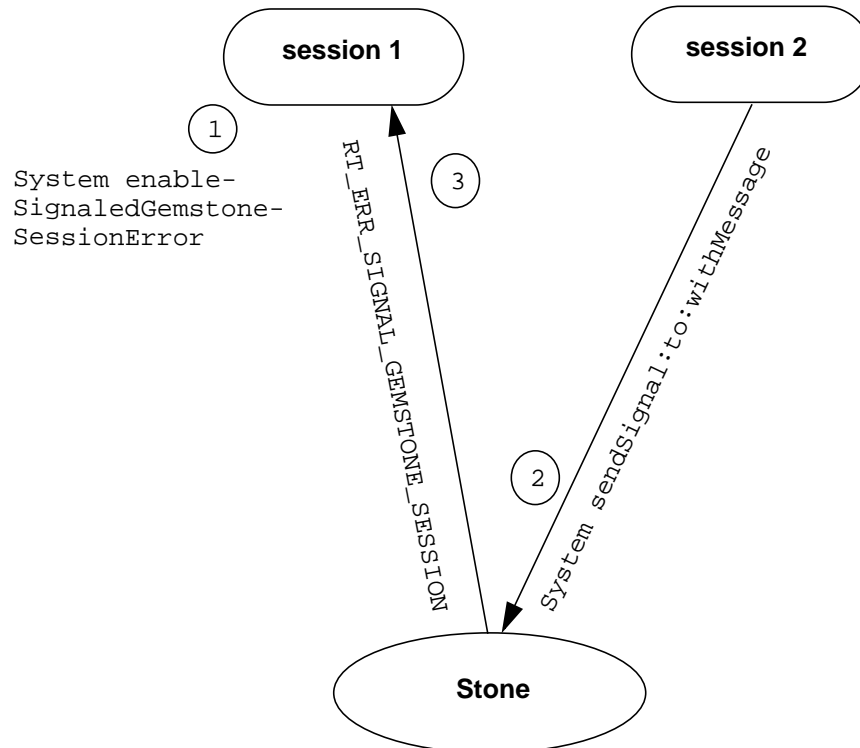 session 1
session 2
1
System enable-
SignaledGemstone-
SessionError
RT_ERR_SIGNAL_GEMSTONE_SESSION
3
System sendSignal:to:withMessage
2
Stone